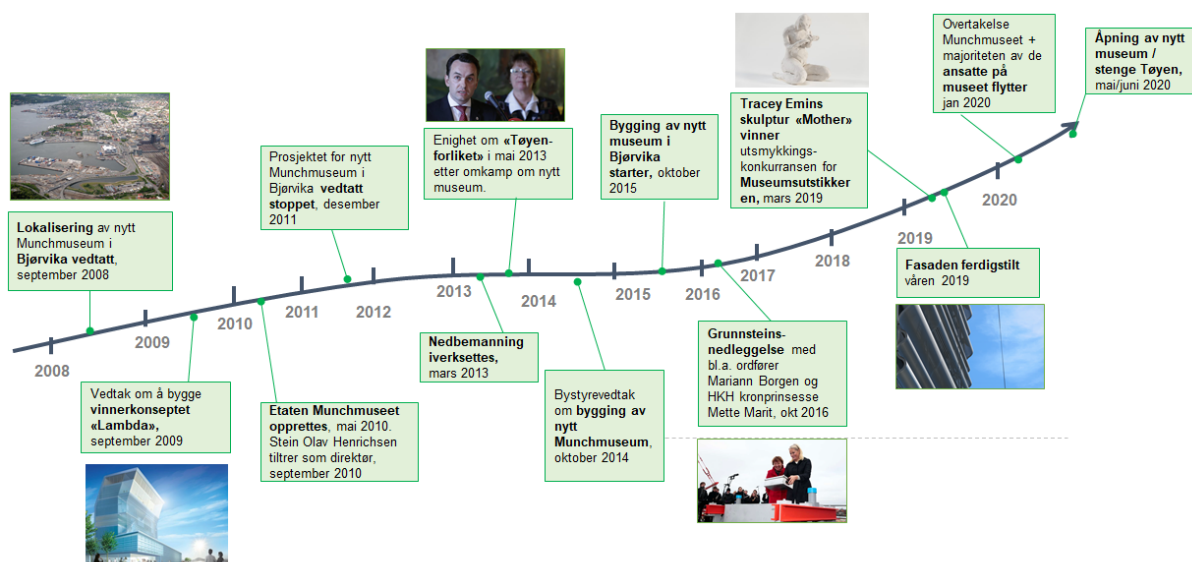 Lokalisering av nytt
Munchmuseum i
Bjørvika vedtatt,
september 2008
Vedtak om å bygge
vinnerkonseptet
«Lambda»,
september 2009
Prosjektet for nytt
Munchmuseum i
Bjørvika vedtatt
stoppet, desember
2011
Etaten Munchmuseet
opprettes, mai 2010.
Stein Olav Henrichsen
tiltrer som direktør,
september 2010
Enighet om «Tøyen-
forliket» i mai 2013
etter omkamp om nytt
museum.
Nedbemanning
iverksettes,
mars 2013
Bystyrevedtak
om bygging av
nytt
Munchmuseum,
oktober 2014
Bygging av nytt
museum i
Bjørvika
starter, oktober
2015
Grunnsteins-
nedleggelse med
bl.a. ordfører
Mariann Borgen og
HKH kronprinsesse
Mette Marit, okt 2016
Tracey Emins
skulptur «Mother»
vinner
utsmykkings-
konkurransen for
Museumsutstikker
en, mars 2019
Fasaden ferdigstilt
våren 2019
Overtakelse
Munchmuseet +
majoriteten av de
ansatte på
museet flytter
jan 2020
Åpning av nytt
museum /
stenge Tøyen,
mai/juni 2020
2008
2009
2010
2011
2012
2013
2014
2015
2016
2017
2018
2019
2020